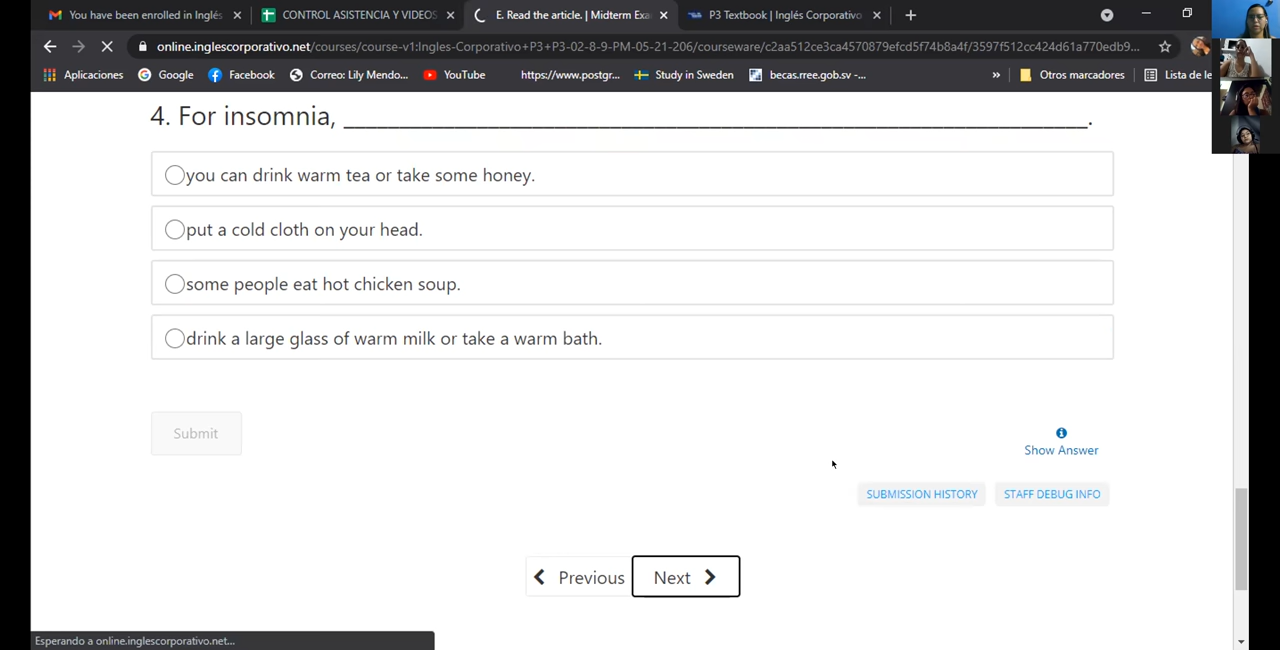 You have been enrolled in Inglés
CONTROL ASISTENCIA Y VIDEOS
E. Read the article. | Midterm Exa
P3 Textbook | Inglés Corporativo
online.inglescorporativo.net/courses/course-v1:Ingles-Corporativo+P3+P3-02-8-9-PM-05-21-206/courseware/c2aa512ce3ca4570879efcd5f74b8a4f/3597f512cc424d61a770edb9...
Aplicaciones
Google
Facebook
Correo: Lily Mendo...
YouTube
https://www.postgr...
Study in Sweden
becas.rree.gob.sv -...
»
Otros marcadores
Lista de le
4. For insomnia, ______________________________________________.
you can drink warm tea or take some honey.
put a cold cloth on your head.
some people eat hot chicken soup.
drink a large glass of warm milk or take a warm bath.
Submit
Show Answer
SUBMISSION HISTORY
STAFF DEBUG INFO
Previous
Next
Esperando a online.inglescorporativo.net...